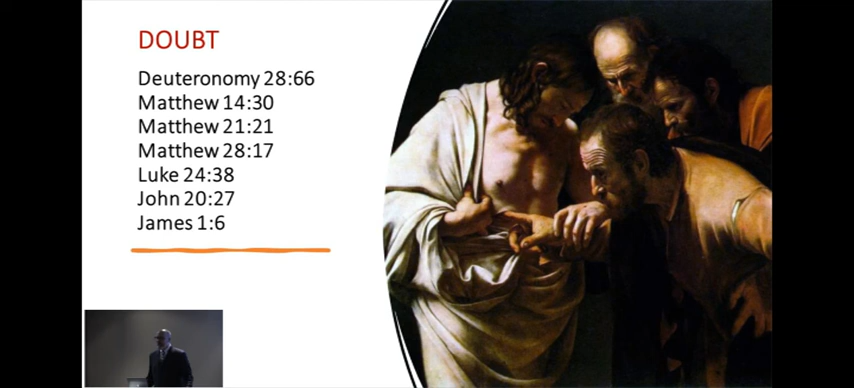 DOUBT
Deuteronomy 28:66
Matthew 14:30
Matthew 21:21
Matthew 28:17
Luke 24:38
John 20:27
James 1:6